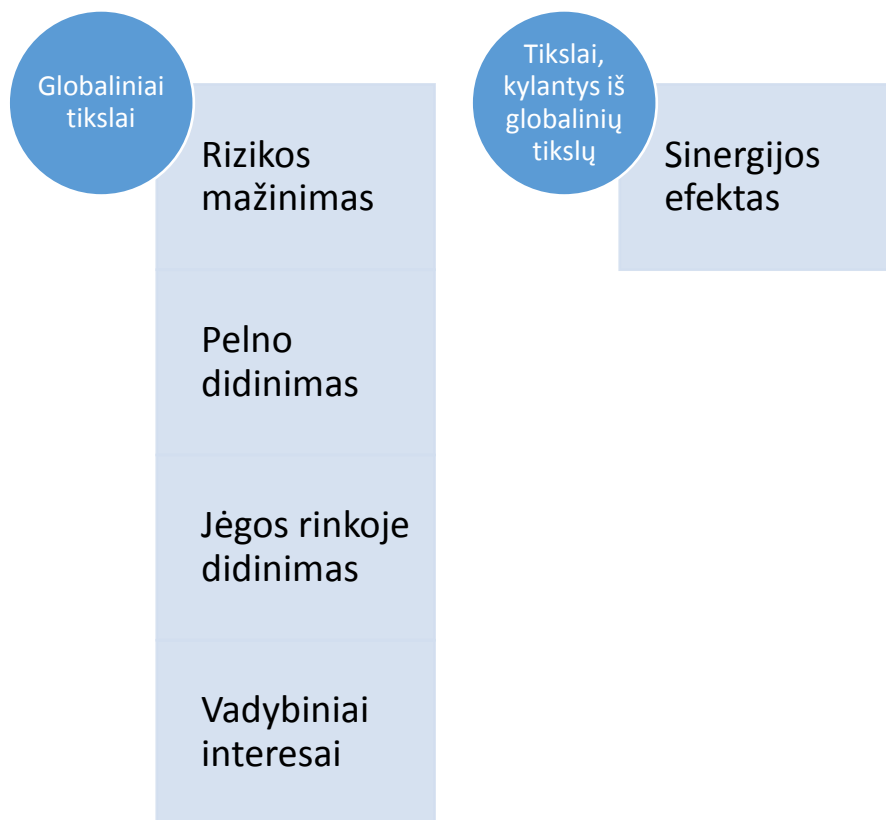 Globaliniai
tikslai
Rizikos
mažinimas
Pelno
didinimas
Jėgos rinkoje
didinimas
Vadybiniai
interesai
Tikslai,
kylantys iš
globalinių
tikslų
Sinergijos
efektas